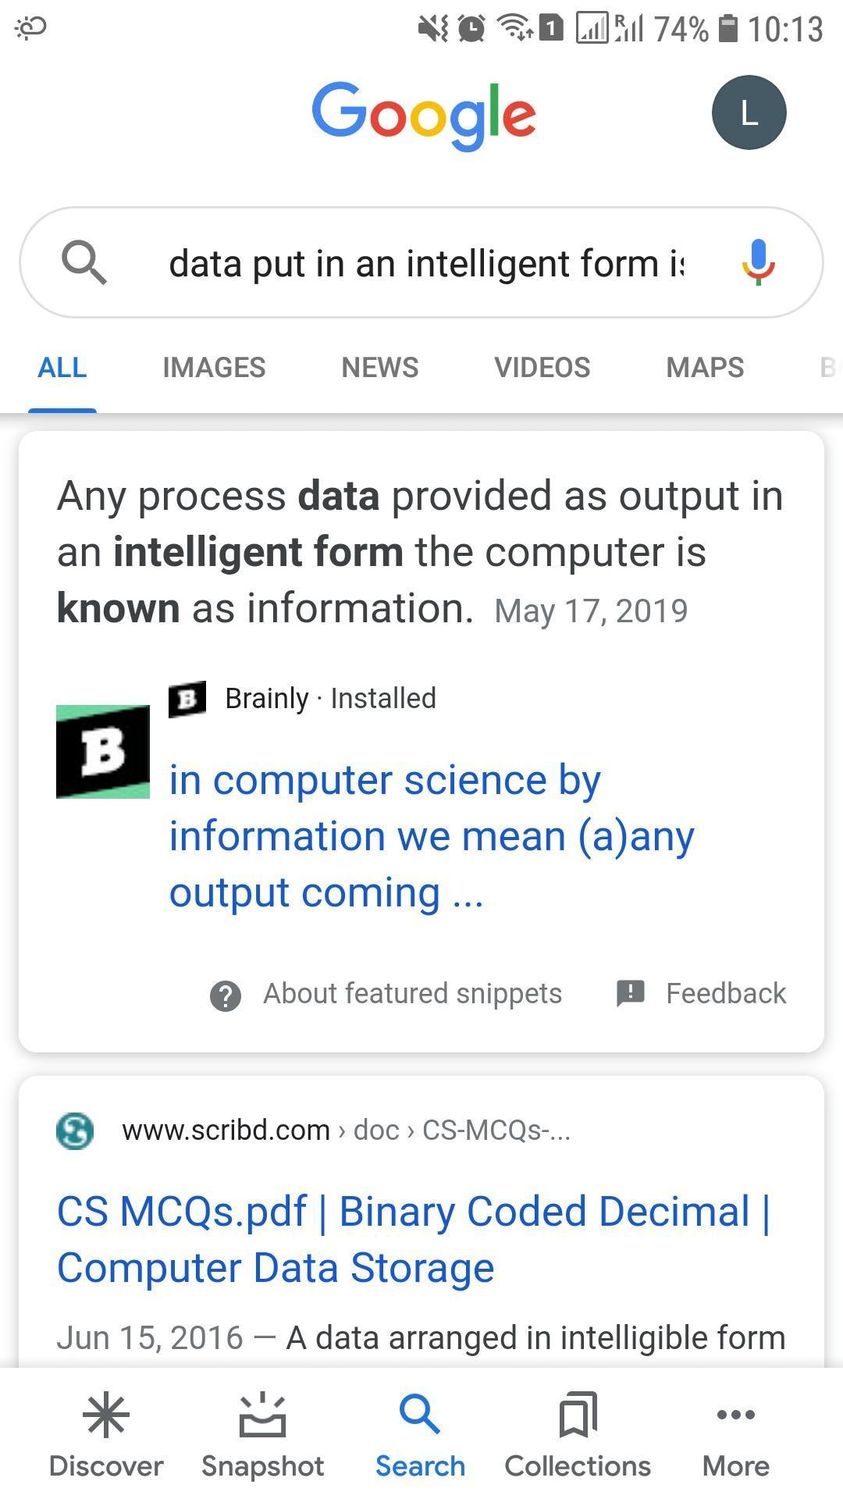 1 R 74% 10:13
Google
L
data put in an intelligent form is
ALL IMAGES NEWS VIDEOS MAPS B
Any process data provided as output in
an intelligent form the computer is
known as information. May 17, 2019
B Brainly · Installed
B
in computer science by
information we mean (a)any
output coming ...
? About featured snippets ! Feedback
www.scribd.com › doc › CS-MCQs-...
CS MCQs.pdf | Binary Coded Decimal |
Computer Data Storage
Jun 15, 2016 — A data arranged in intelligible form
Discover Snapshot Search Collections More